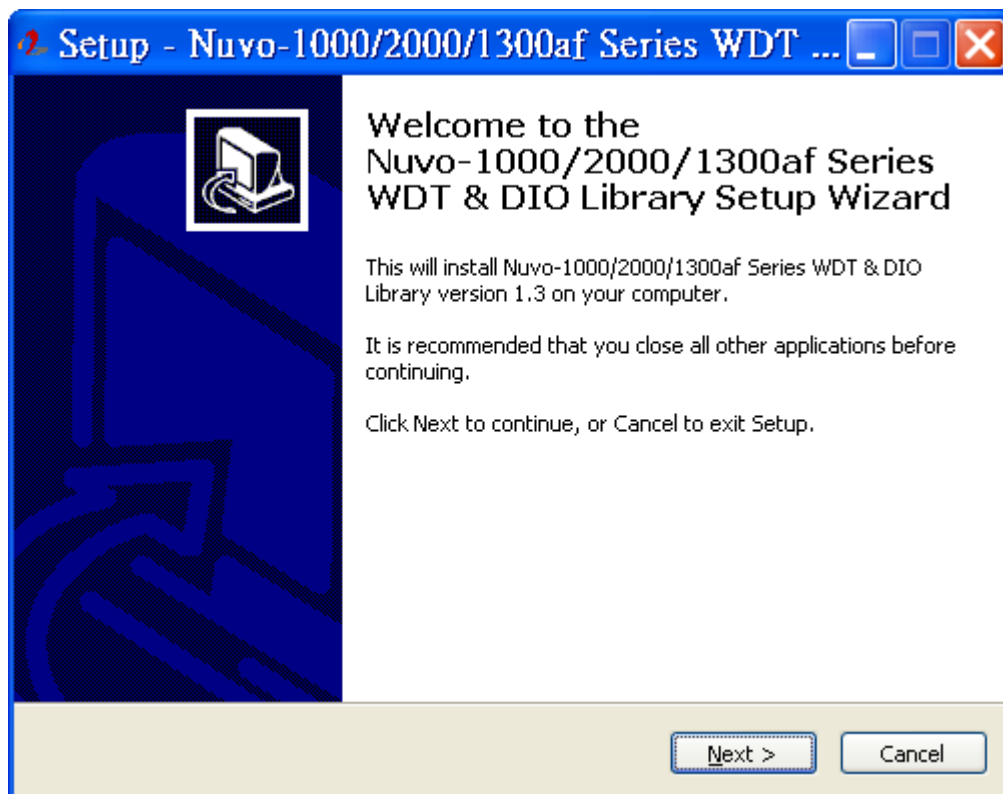 Setup - Nuvo-1000/2000/1300af Series WDT ...
Welcome to the
Nuvo-1000/2000/1300af Series
WDT & DIO Library Setup Wizard
This will install Nuvo-1000/2000/1300af Series WDT & DIO
Library version 1.3 on your computer.
It is recommended that you close all other applications before
continuing.
Click Next to continue, or Cancel to exit Setup.
Next >
Cancel